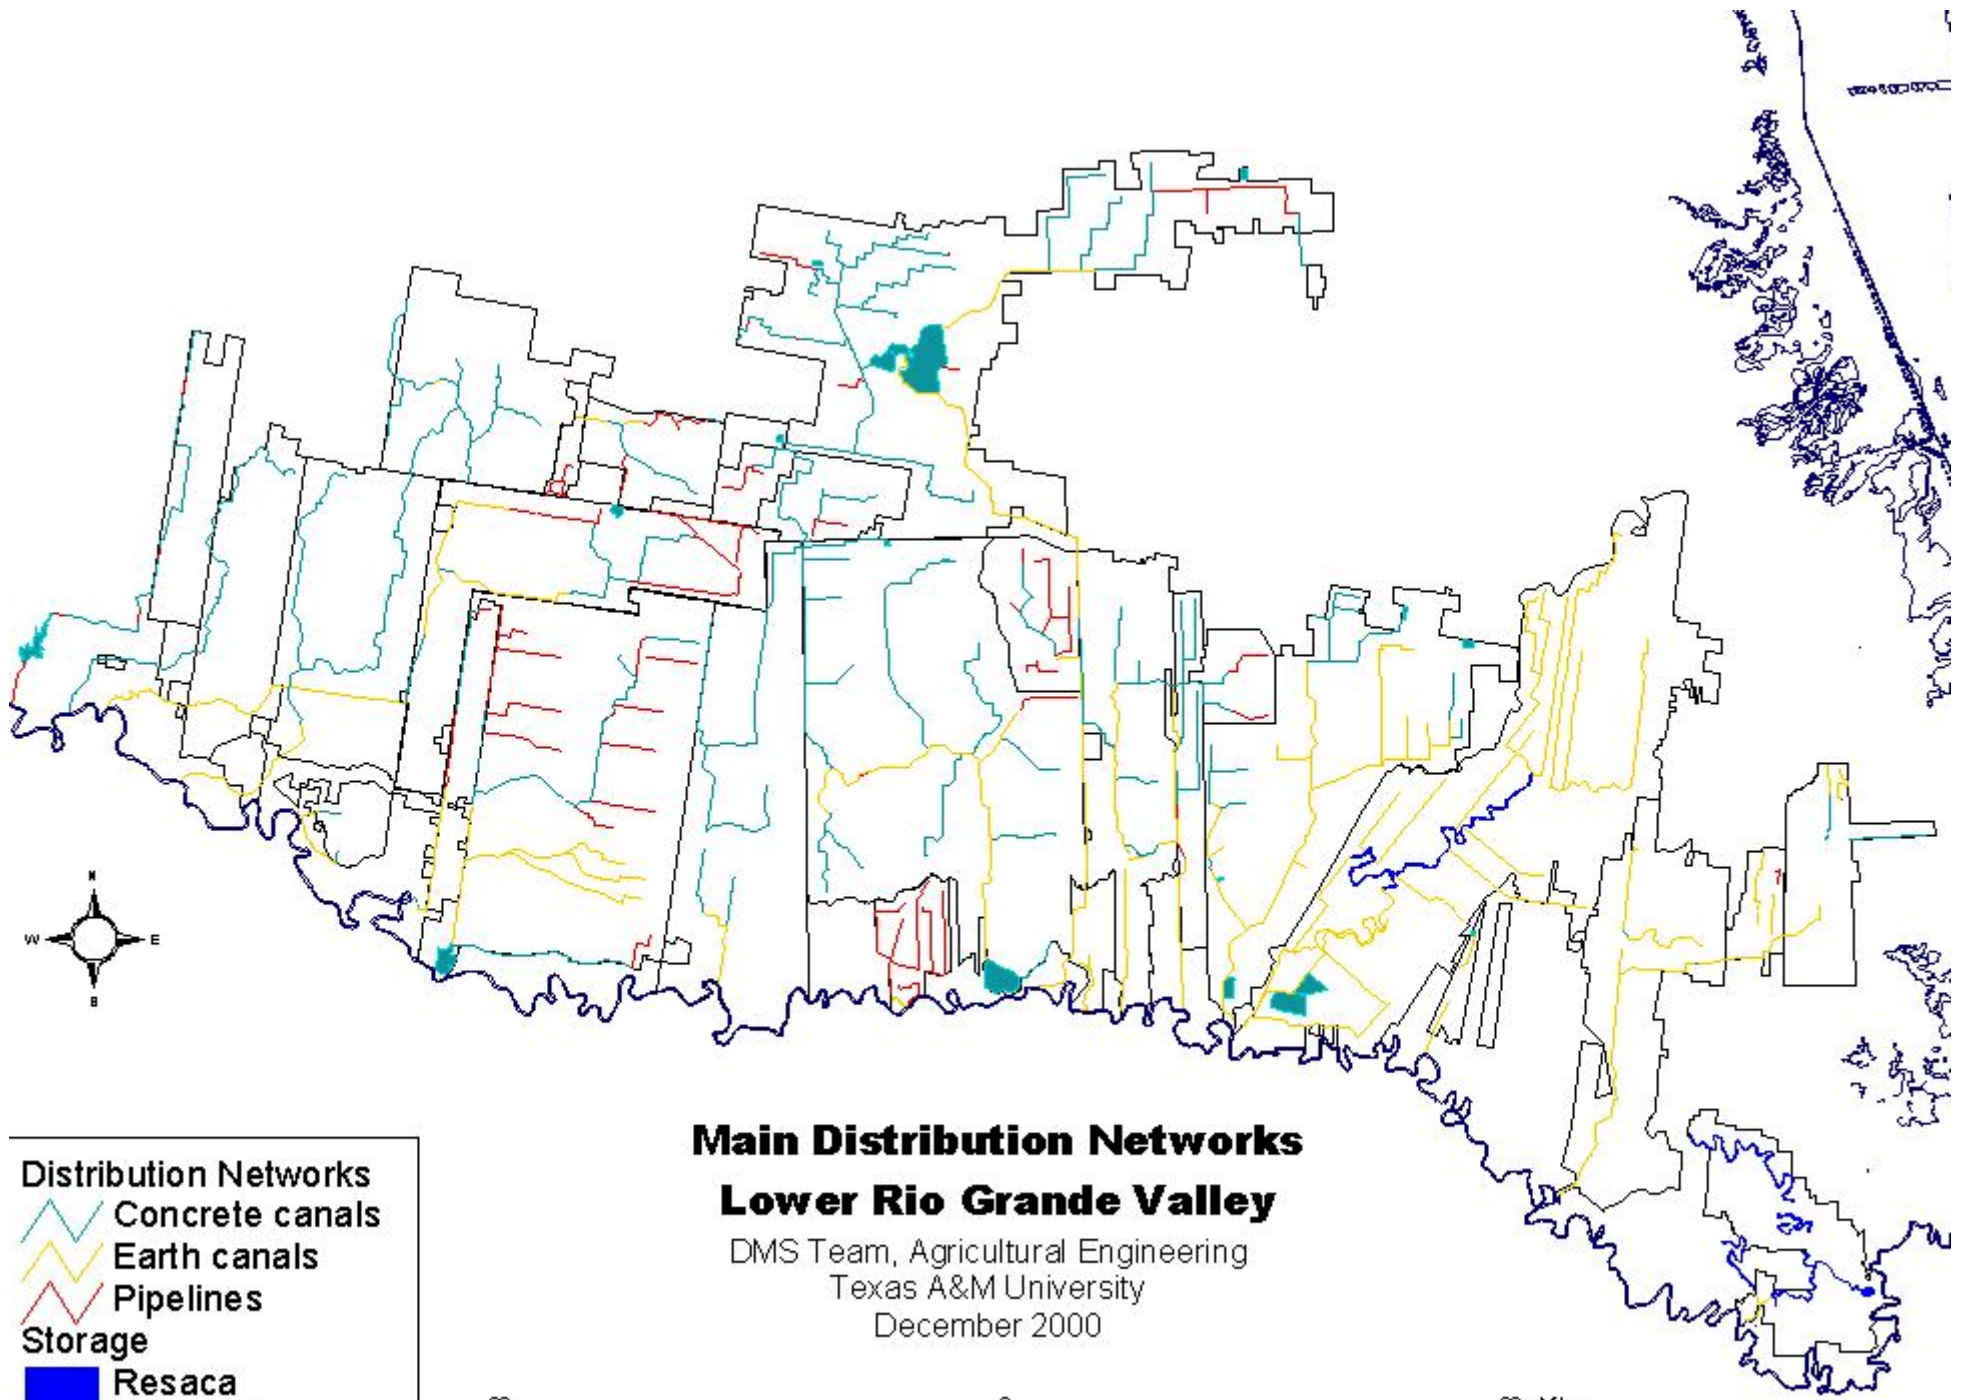 N
W E
S
Main Distribution Networks
Lower Rio Grande Valley
DMS Team, Agricultural Engineering
Texas A&M University
December 2000
Distribution Networks
Concrete canals
Earth canals
Pipelines
Storage
Resaca